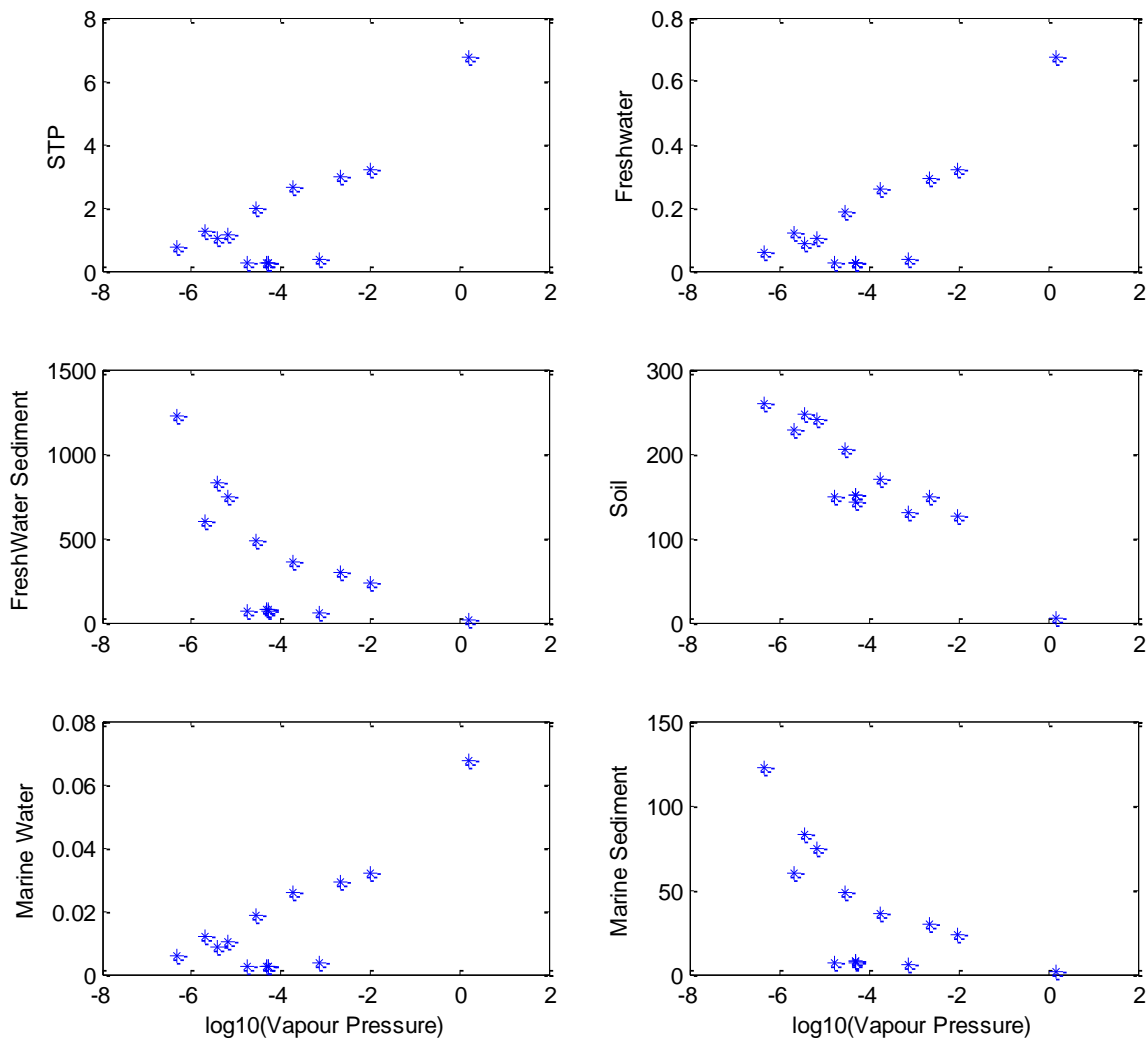 8
6
4
2
0
-8 -6 -4 -2 0 2
STP
0.8
0.6
0.4
0.2
0
-8 -6 -4 -2 0 2
Freshwater
1500
1000
500
0
-8 -6 -4 -2 0 2
FreshWater Sediment
300
200
100
0
-8 -6 -4 -2 0 2
Soil
0.08
0.06
0.04
0.02
0
-8 -6 -4 -2 0 2
Marine Water
log10(Vapour Pressure)
150
100
50
0
-8 -6 -4 -2 0 2
Marine Sediment
log10(Vapour Pressure)